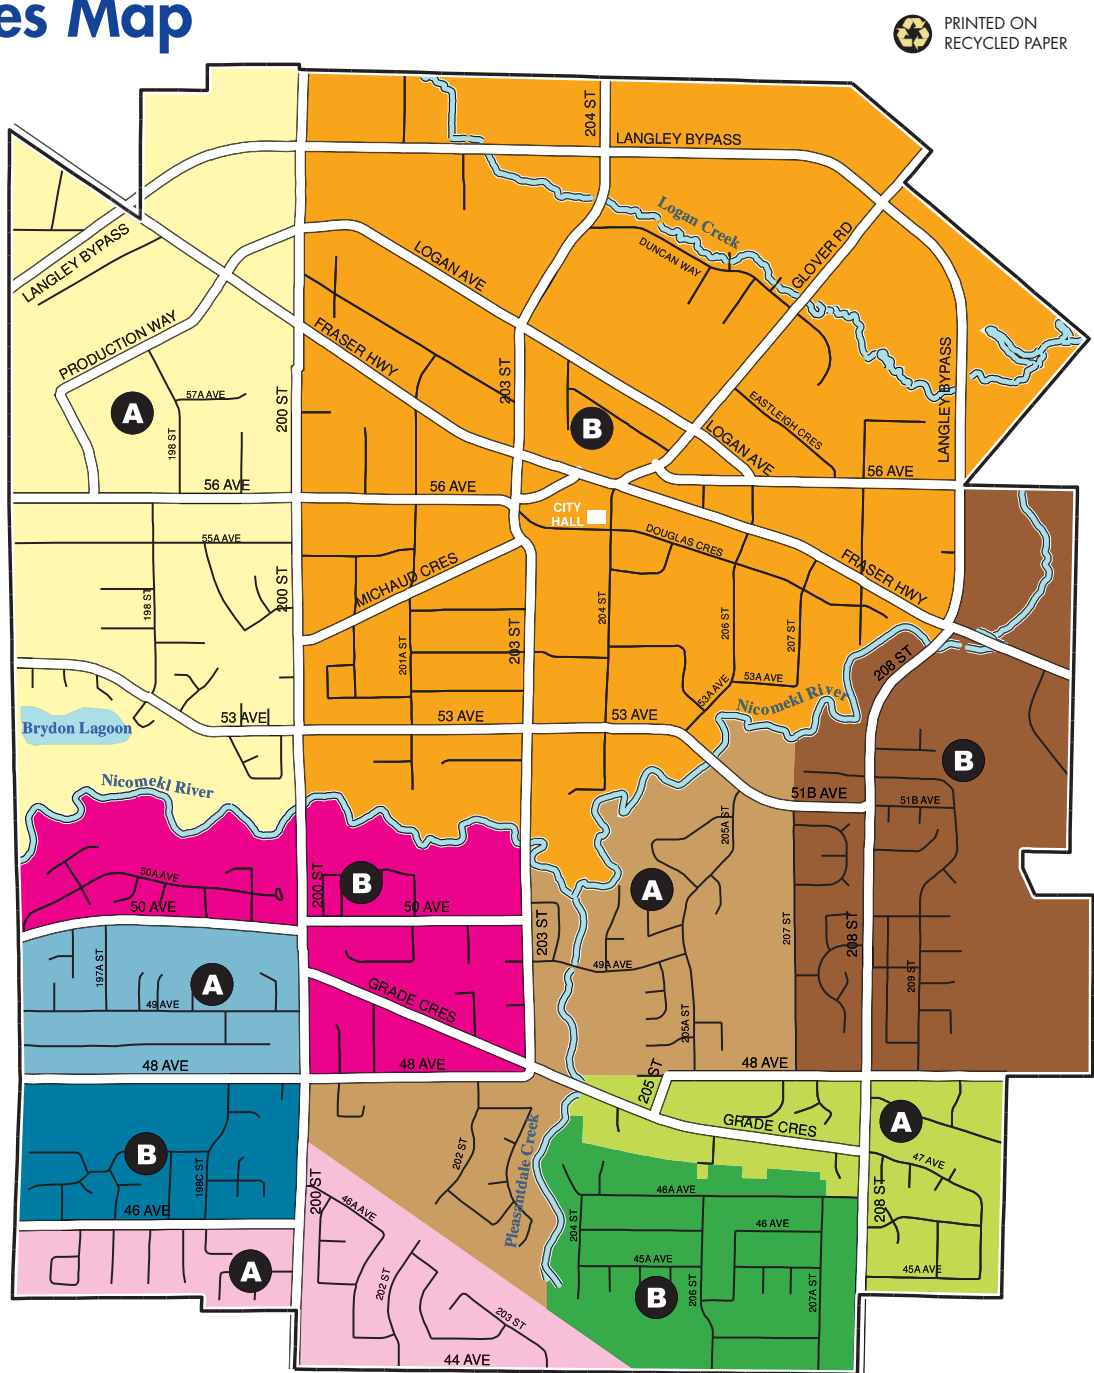 es Map
PRINTED ON
RECYCLED PAPER
204 ST
LANGLEY BYPASS
Logan Creek
GLOVER RD
DUNCAN WAY
LANGLEY BYPASS
LOGAN AVE
PRODUCTION WAY
FRASER HWY
203 ST
LANGLEY BYPASS
A
57A AVE
198 ST
200 ST
B
EASTLEIGH CRES
LOGAN AVE
56 AVE
56 AVE
56 AVE
CITY
HALL
DOUGLAS CRES
55A AVE
MICHAUD CRES
FRASER HWY
200 ST
198 ST
201A ST
203 ST
204 ST
206 ST
207 ST
208 ST
53A AVE
53A AVE
Nicomekl River
53 AVE
53 AVE
53 AVE
Brydon Lagoon
Nicomekl River
B
51B AVE
51B AVE
205A ST
50A AVE
50 AVE
200 ST
B
50 AVE
A
203 ST
207 ST
208 ST
197A ST
A
49 AVE
GRADE CRES
49A AVE
205A ST
209 ST
48 AVE
48 AVE
48 AVE
205 ST
GRADE CRES
A
B
198C ST
46 AVE
202 ST
Pleasantdale Creek
47 AVE
200 ST
46A AVE
46A AVE
208 ST
204 ST
46 AVE
45A AVE
45A AVE
A
202 ST
203 ST
B
206 ST
207A ST
44 AVE